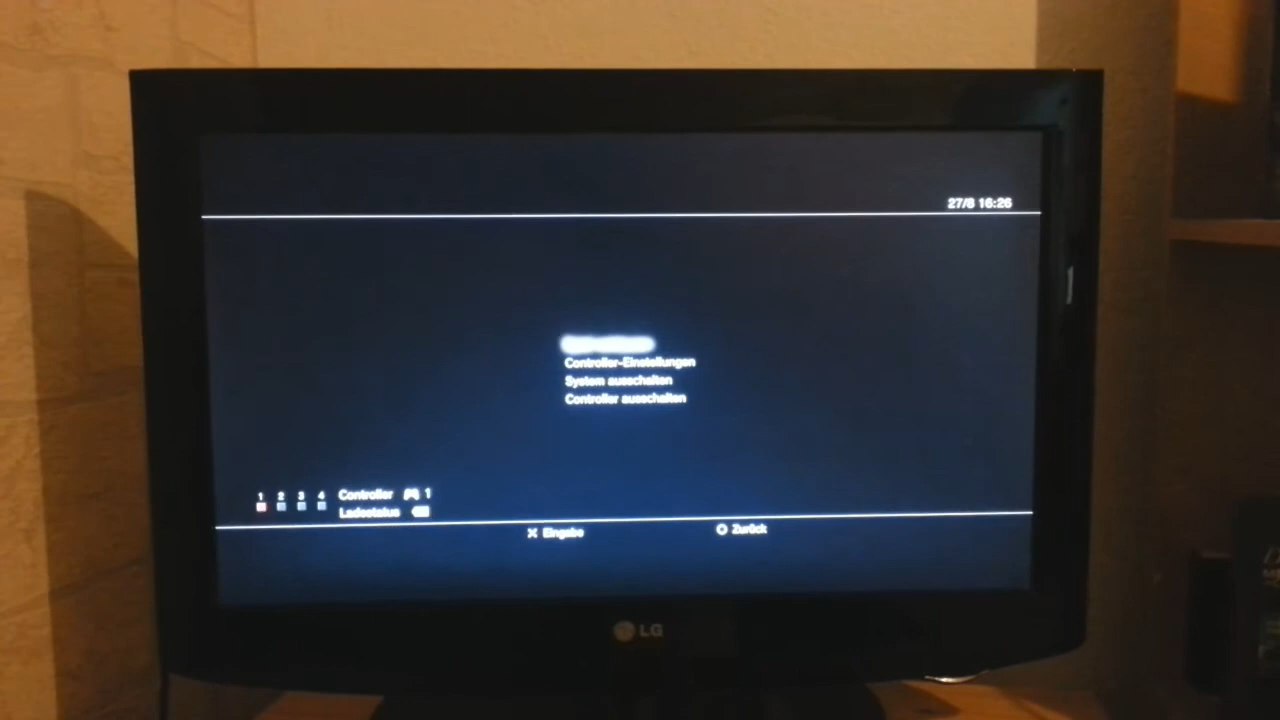 27/8 16:26
Controller-Einstellungen
System ausschalten
Controller ausschalten
1 2 3 4 Controller 1
Ladestatus
Eingabe Zurück
LG